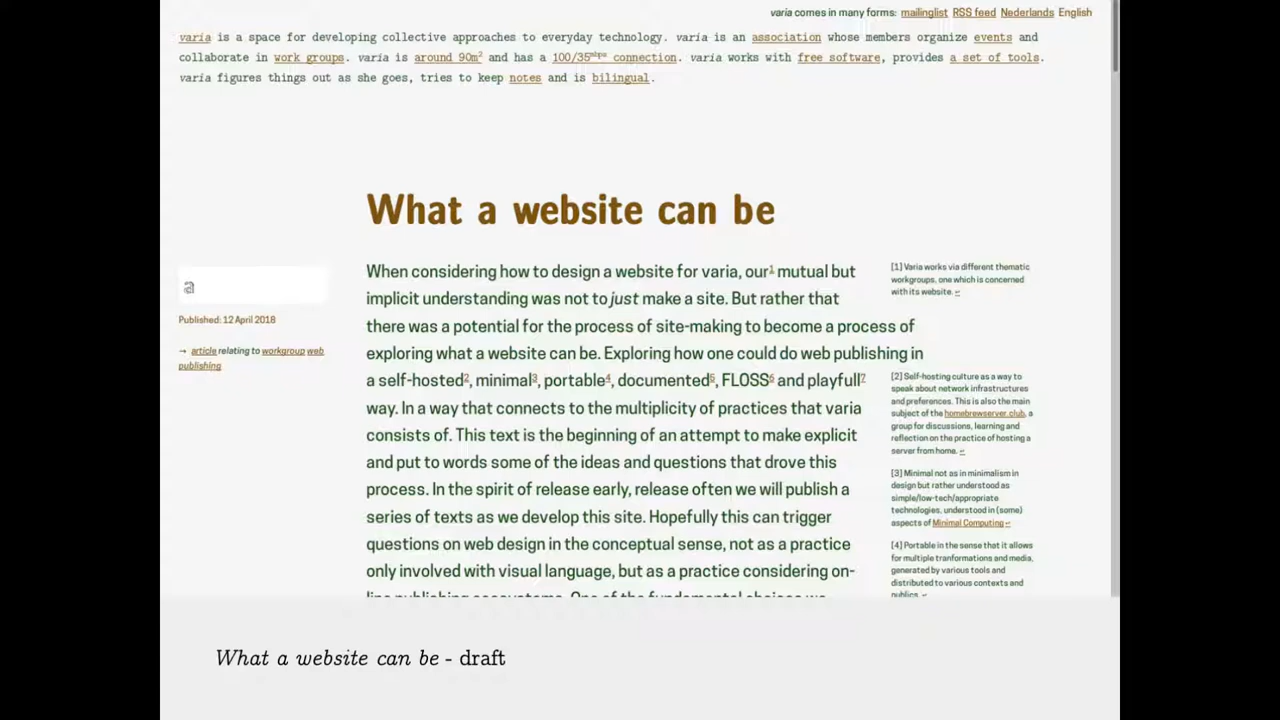 varia comes in many forms: mailinglist RSS feed Nederlands English
varia is a space for developing collective approaches to everyday technology. varia is an association whose members organize events and
collaborate in work groups. varia is around 90m² and has a 100/35mbps connection. varia works with free software, provides a set of tools.
varia figures things out as she goes, tries to keep notes and is bilingual.
What a website can be
a
Published: 12 April 2018
→ article relating to workgroup web
publishing
When considering how to design a website for varia, our1 mutual but
implicit understanding was not to just make a site. But rather that
there was a potential for the process of site-making to become a process of
exploring what a website can be. Exploring how one could do web publishing in
a self-hosted2, minimal3, portable4, documented5, FLOSS6 and playfull7
way. In a way that connects to the multiplicity of practices that varia
consists of. This text is the beginning of an attempt to make explicit
and put to words some of the ideas and questions that drove this
process. In the spirit of release early, release often we will publish a
series of texts as we develop this site. Hopefully this can trigger
questions on web design in the conceptual sense, not as a practice
only involved with visual language, but as a practice considering on-
line publishing ecosystems. One of the fundamental choices we
[1] Varia works via different thematic
workgroups, one which is concerned
with its website. ↩
[2] Self-hosting culture as a way to
speak about network infrastructures
and preferences. This is also the main
subject of the homebrewserver.club, a
group for discussions, learning and
reflection on the practice of hosting a
server from home. ↩
[3] Minimal not as in minimalism in
design but rather understood as
simple/low-tech/appropriate
technologies, understood in (some)
aspects of Minimal Computing ↩
[4] Portable in the sense that it allows
for multiple tranformations and media,
generated by various tools and
distributed to various contexts and
publics. ↩
What a website can be - draft